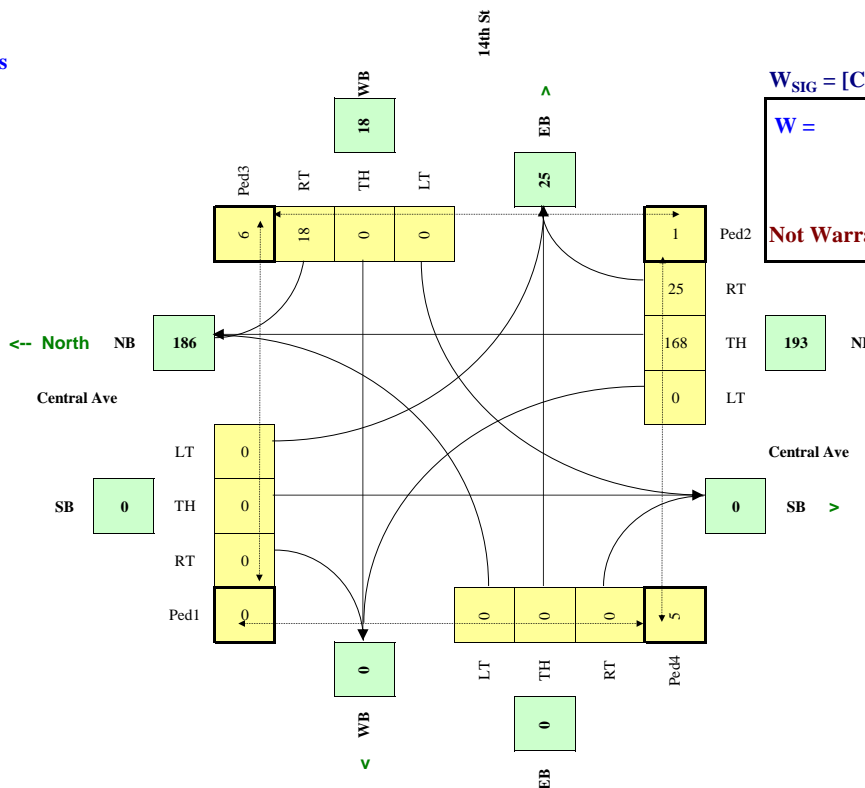 14th St
s
WB
^
W_SIG = [C
18
EB
W =
25
Ped3
RT
TH
LT
6
18
0
0
1
Ped2
Not Warra
25
RT
<-- North
NB
186
168
TH
193
N
Central Ave
0
LT
LT
0
Central Ave
SB
0
TH
0
0
SB
>
RT
0
Ped1
0
0
0
0
5
0
LT
TH
RT
Ped4
WB
0
v
EB